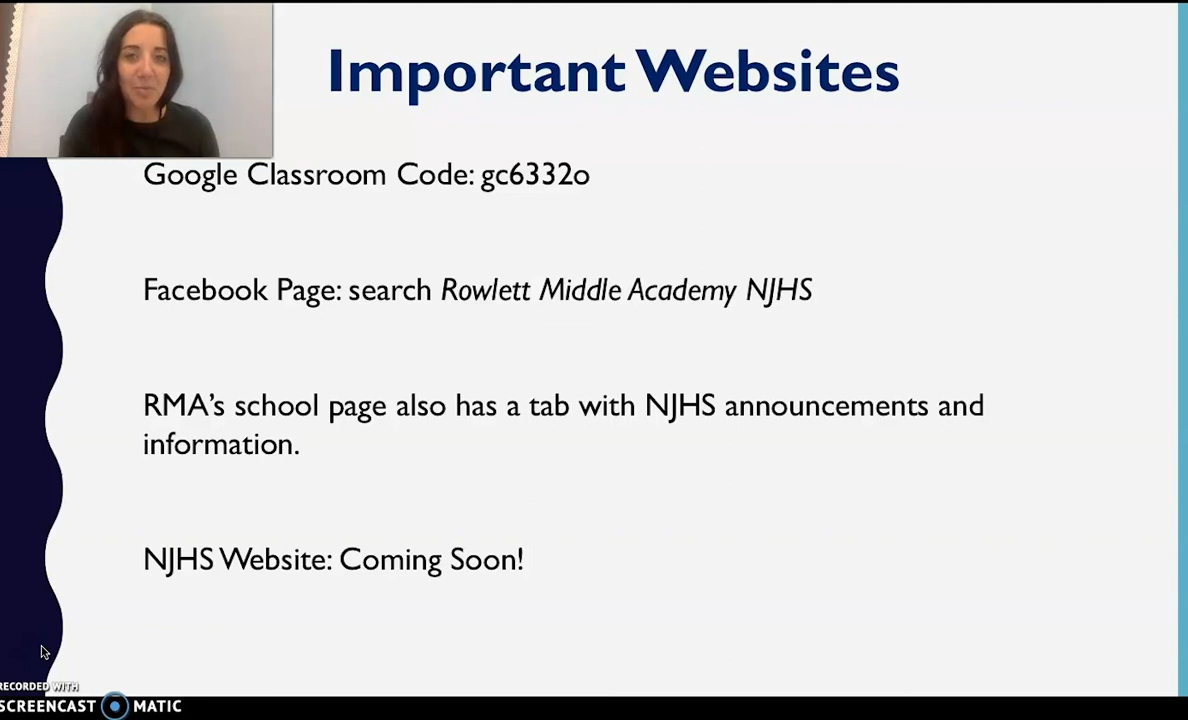 Important Websites
Google Classroom Code: gc6332o
Facebook Page: search Rowlett Middle Academy NJHS
RMA's school page also has a tab with NJHS announcements and
information.
NJHS Website: Coming Soon!
RECORDED WITH
SCREENCAST MATIC